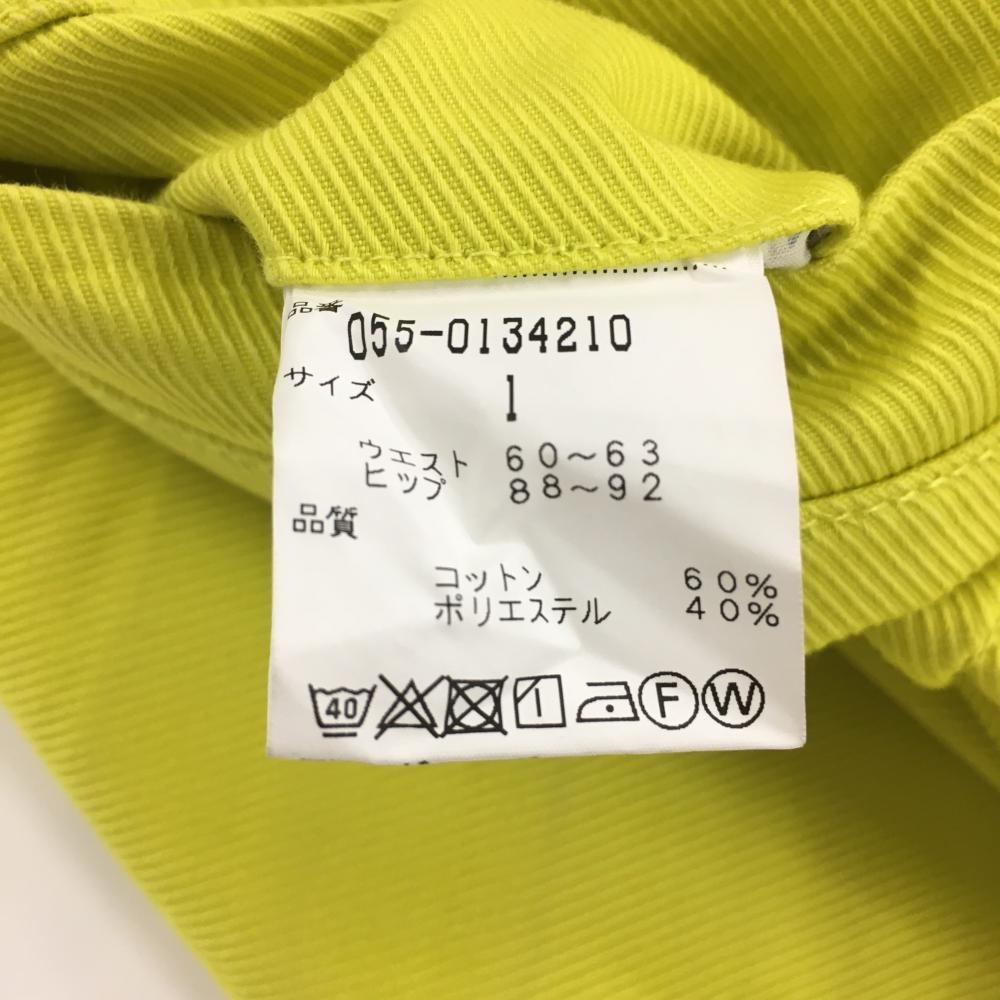 品番
055-0134210
サイズ 1
ウエスト 60~63
ヒップ 88~92
品質
コットン 60%
ポリエステル 40%
40 F W